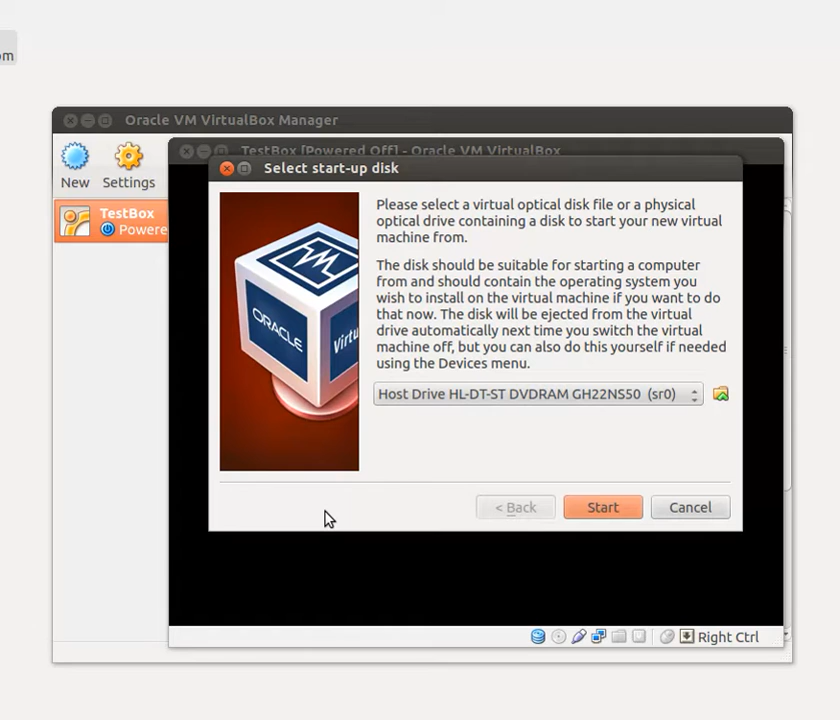 om
Oracle VM VirtualBox Manager
New
Settings
TestBox [Powered Off] - Oracle VM VirtualBox
TestBox
Powere
Select start-up disk
ORACLE
Virtu
Please select a virtual optical disk file or a physical
optical drive containing a disk to start your new virtual
machine from.
The disk should be suitable for starting a computer
from and should contain the operating system you
wish to install on the virtual machine if you want to do
that now. The disk will be ejected from the virtual
drive automatically next time you switch the virtual
machine off, but you can also do this yourself if needed
using the Devices menu.
Host Drive HL-DT-ST DVDRAM GH22NS50 (sr0)
< Back
Start
Cancel
Right Ctrl